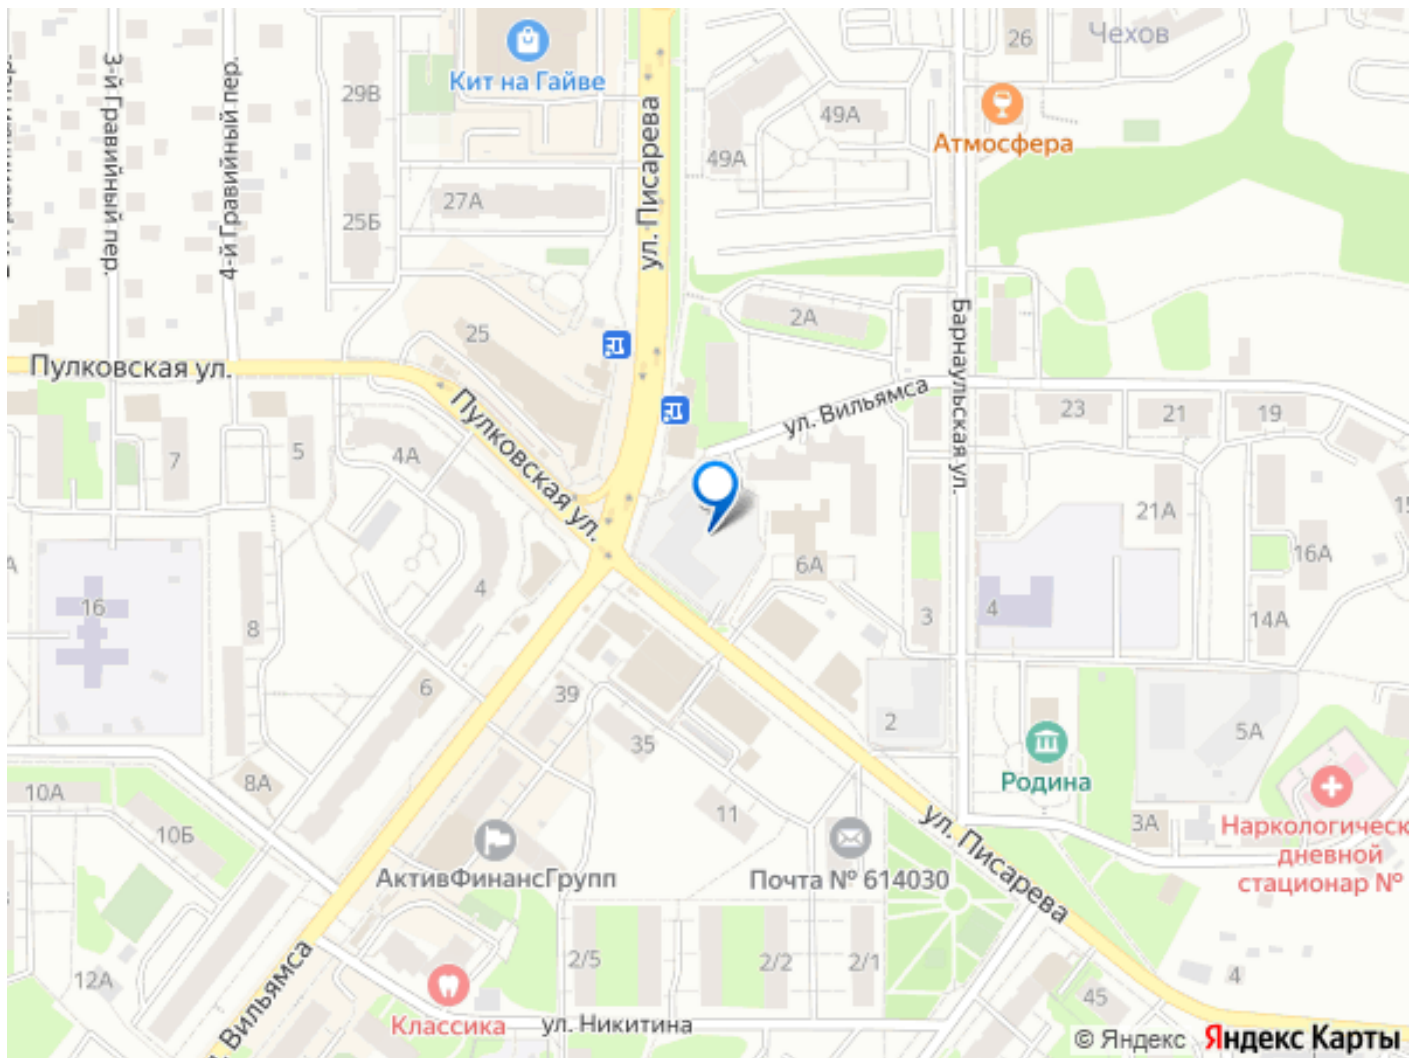 26
Чехов
Кит на Гайве
29В
49А
49А
Атмосфера
3-й Гравийный пер.
4-й Гравийный пер.
ул. Писарева
27А
25Б
2А
25
Барнаульская ул.
Пулковская ул.
Пулковская ул.
ул. Вильямса
23
21
19
4А
5
7
21А
15
16А
6А
4
16
8
3
4
14А
6
39
35
2
5А
Родина
8А
10А
10Б
11
3А
Наркологическ
дневной
стационар №
ул. Писарева
АктивФинансГрупп
Почта № 614030
12А
2/5
2/2
2/1
4
45
Вильямса
Классика
ул. Никитина
© Яндекс Яндекс Карты